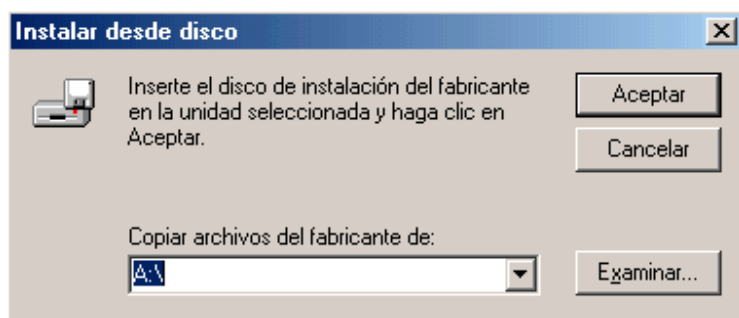 Instalar desde disco
Inserte el disco de instalación del fabricante
en la unidad seleccionada y haga clic en
Aceptar.
Aceptar
Cancelar
Copiar archivos del fabricante de:
A:\
Examinar...